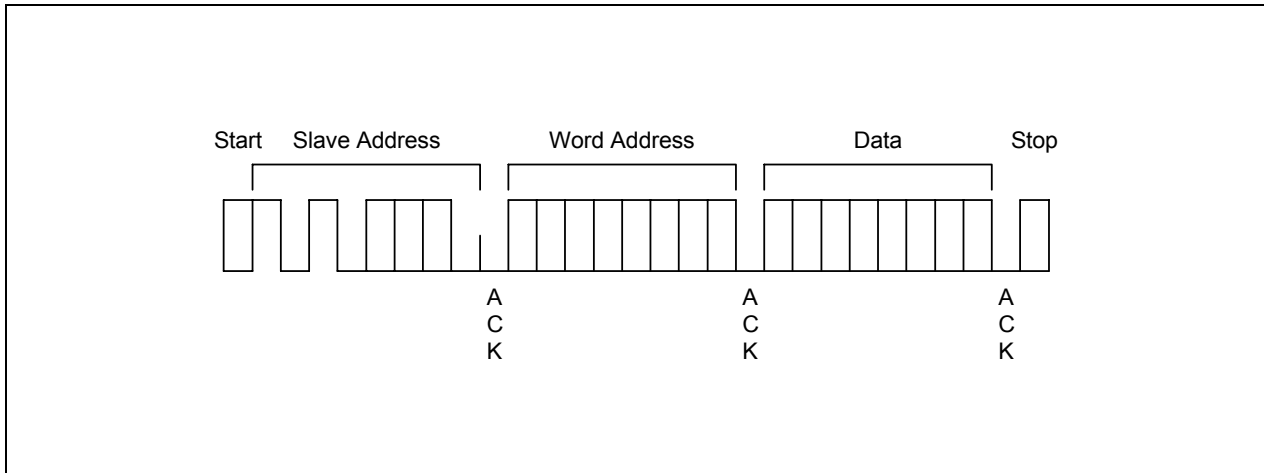 Start Slave Address Word Address Data Stop
A A A
C C C
K K K